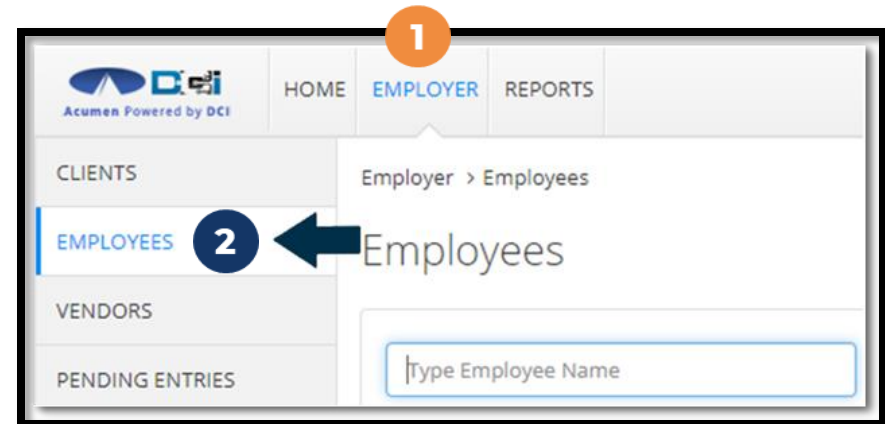 1
DCI
Acumen Powered by DCI
HOME EMPLOYER REPORTS
CLIENTS
Employer > Employees
EMPLOYEES 2
Employees
VENDORS
Type Employee Name
PENDING ENTRIES